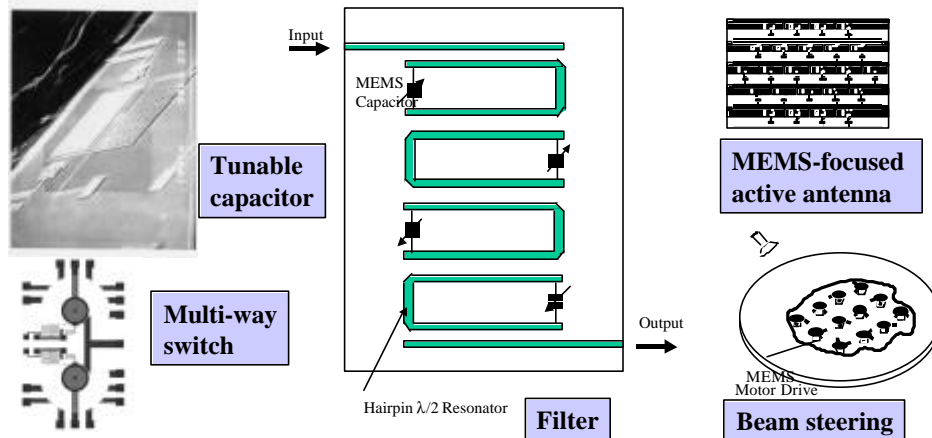 Input
MEMS
Capacitor
Tunable
capacitor
MEMS-focused
active antenna
Multi-way
switch
Output
Hairpin λ/2 Resonator
Filter
MEMS
Motor Drive
Beam steering